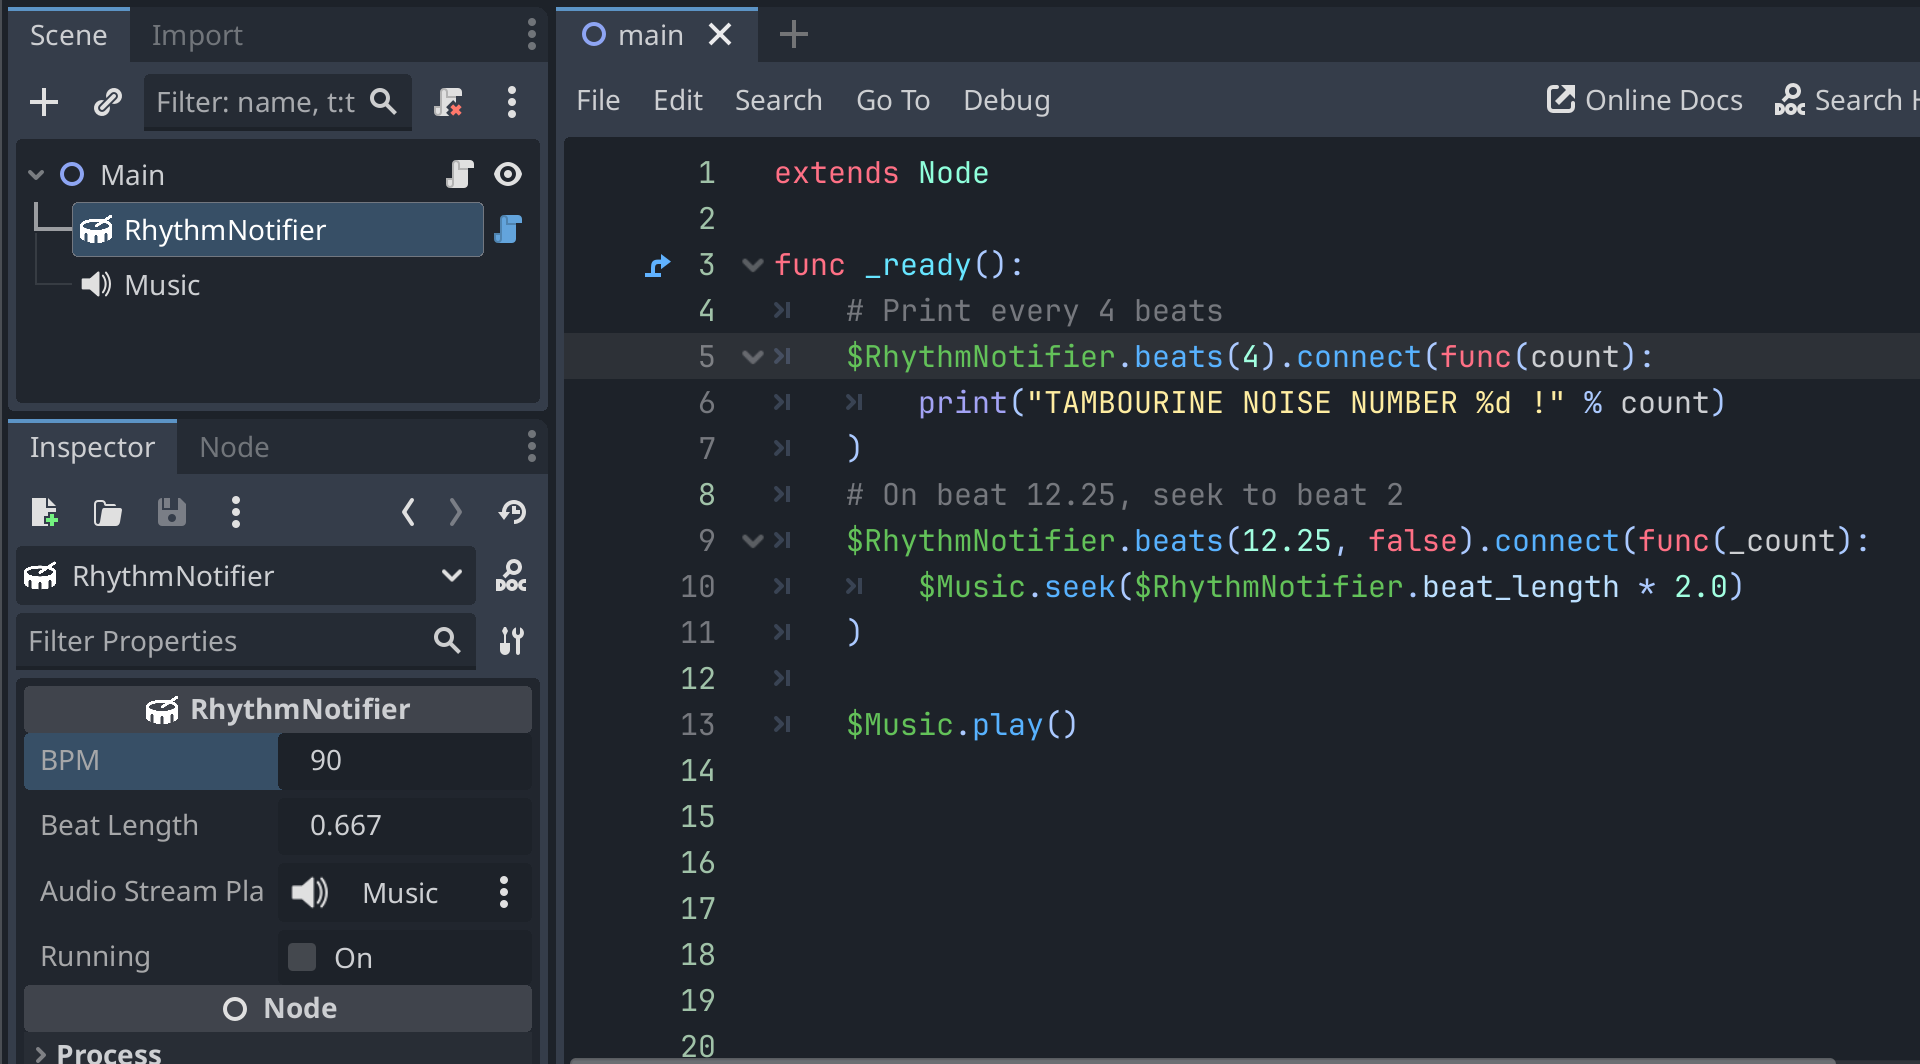 Scene Import
Filter: name, t:t
Main
RhythmNotifier
Music
Inspector Node
RhythmNotifier
DOC
Filter Properties
RhythmNotifier
BPM 90
Beat Length 0.667
Audio Stream Pla Music
Running On
Node
Process
main
File Edit Search Go To Debug Online Docs DOC Search H
1 extends Node
2
3 func _ready():
4 # Print every 4 beats
5 $RhythmNotifier.beats(4).connect(func(count):
6 print("TAMBOURINE NOISE NUMBER %d !" % count)
7 )
8 # On beat 12.25, seek to beat 2
9 $RhythmNotifier.beats(12.25, false).connect(func(_count):
10 $Music.seek($RhythmNotifier.beat_length * 2.0)
11 )
12
13 $Music.play()
14
15
16
17
18
19
20